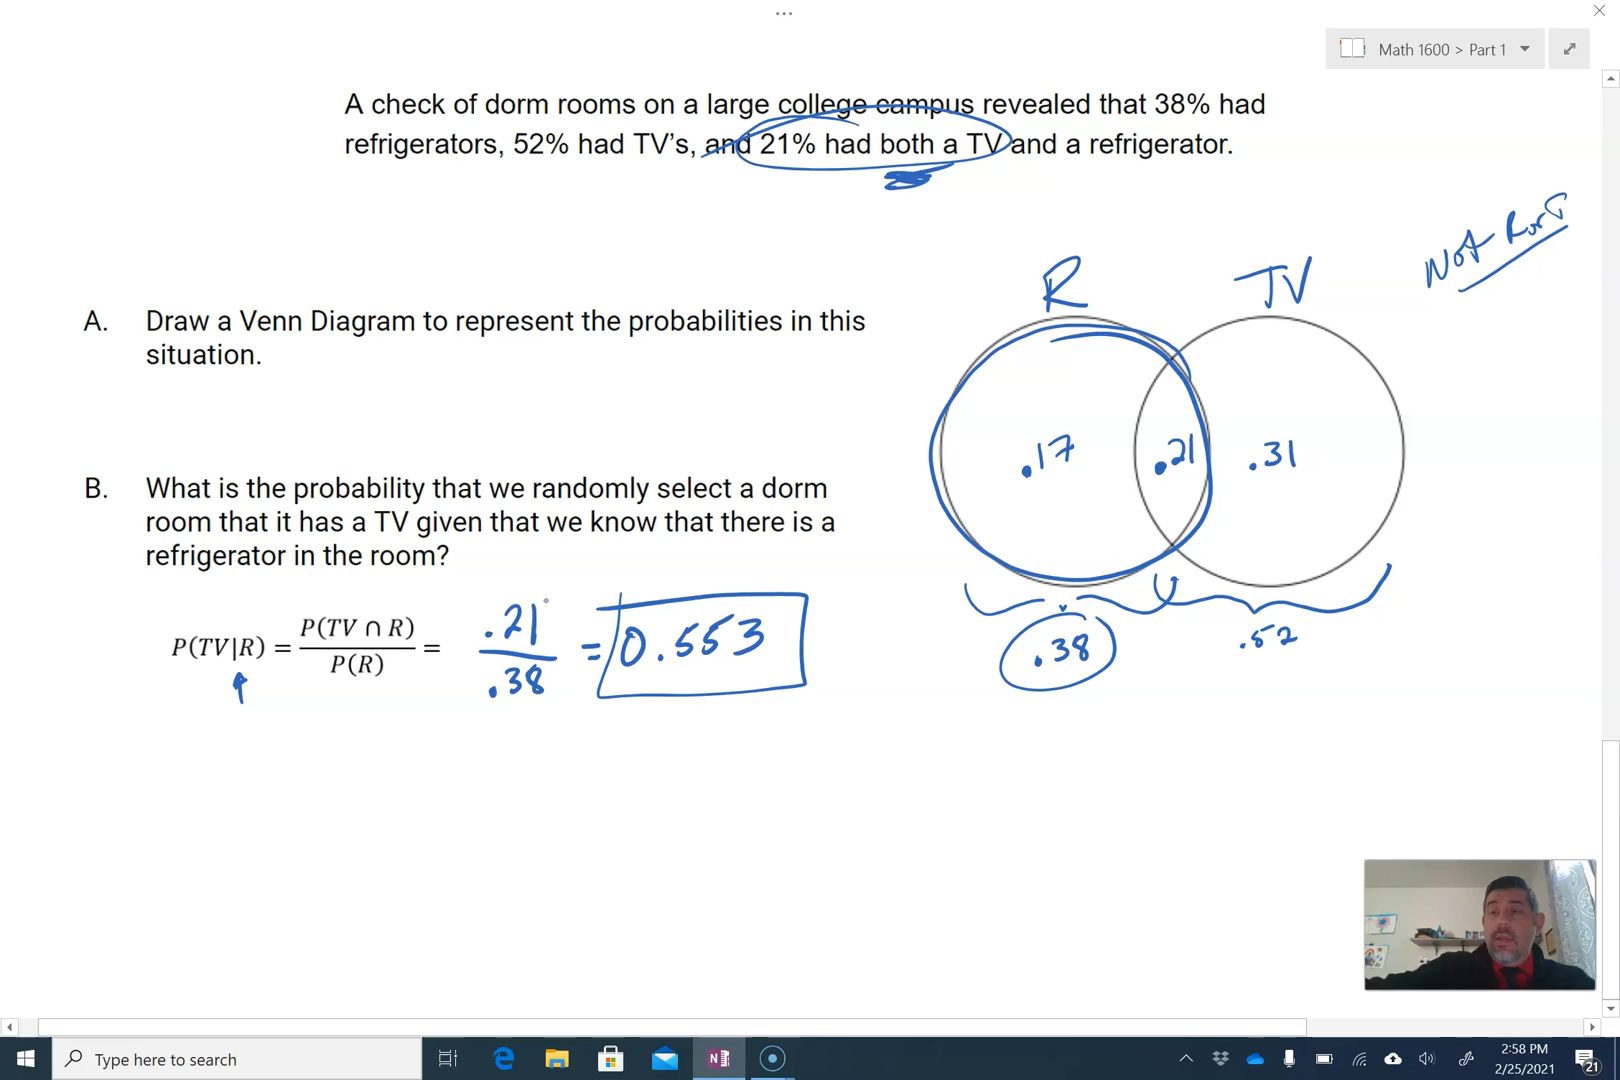 Math 1600 > Part 1
A check of dorm rooms on a large college campus revealed that 38% had
refrigerators, 52% had TV's, and 21% had both a TV and a refrigerator.
Not R or T
R TV
A. Draw a Venn Diagram to represent the probabilities in this
situation.
.17 .21 .31
B. What is the probability that we randomly select a dorm
room that it has a TV given that we know that there is a
refrigerator in the room?
P(TV|R) = P(TV ∩ R) / P(R) = .21 / .38 = 0.553
.38 .52
Type here to search
N
2:58 PM
2/25/2021
21